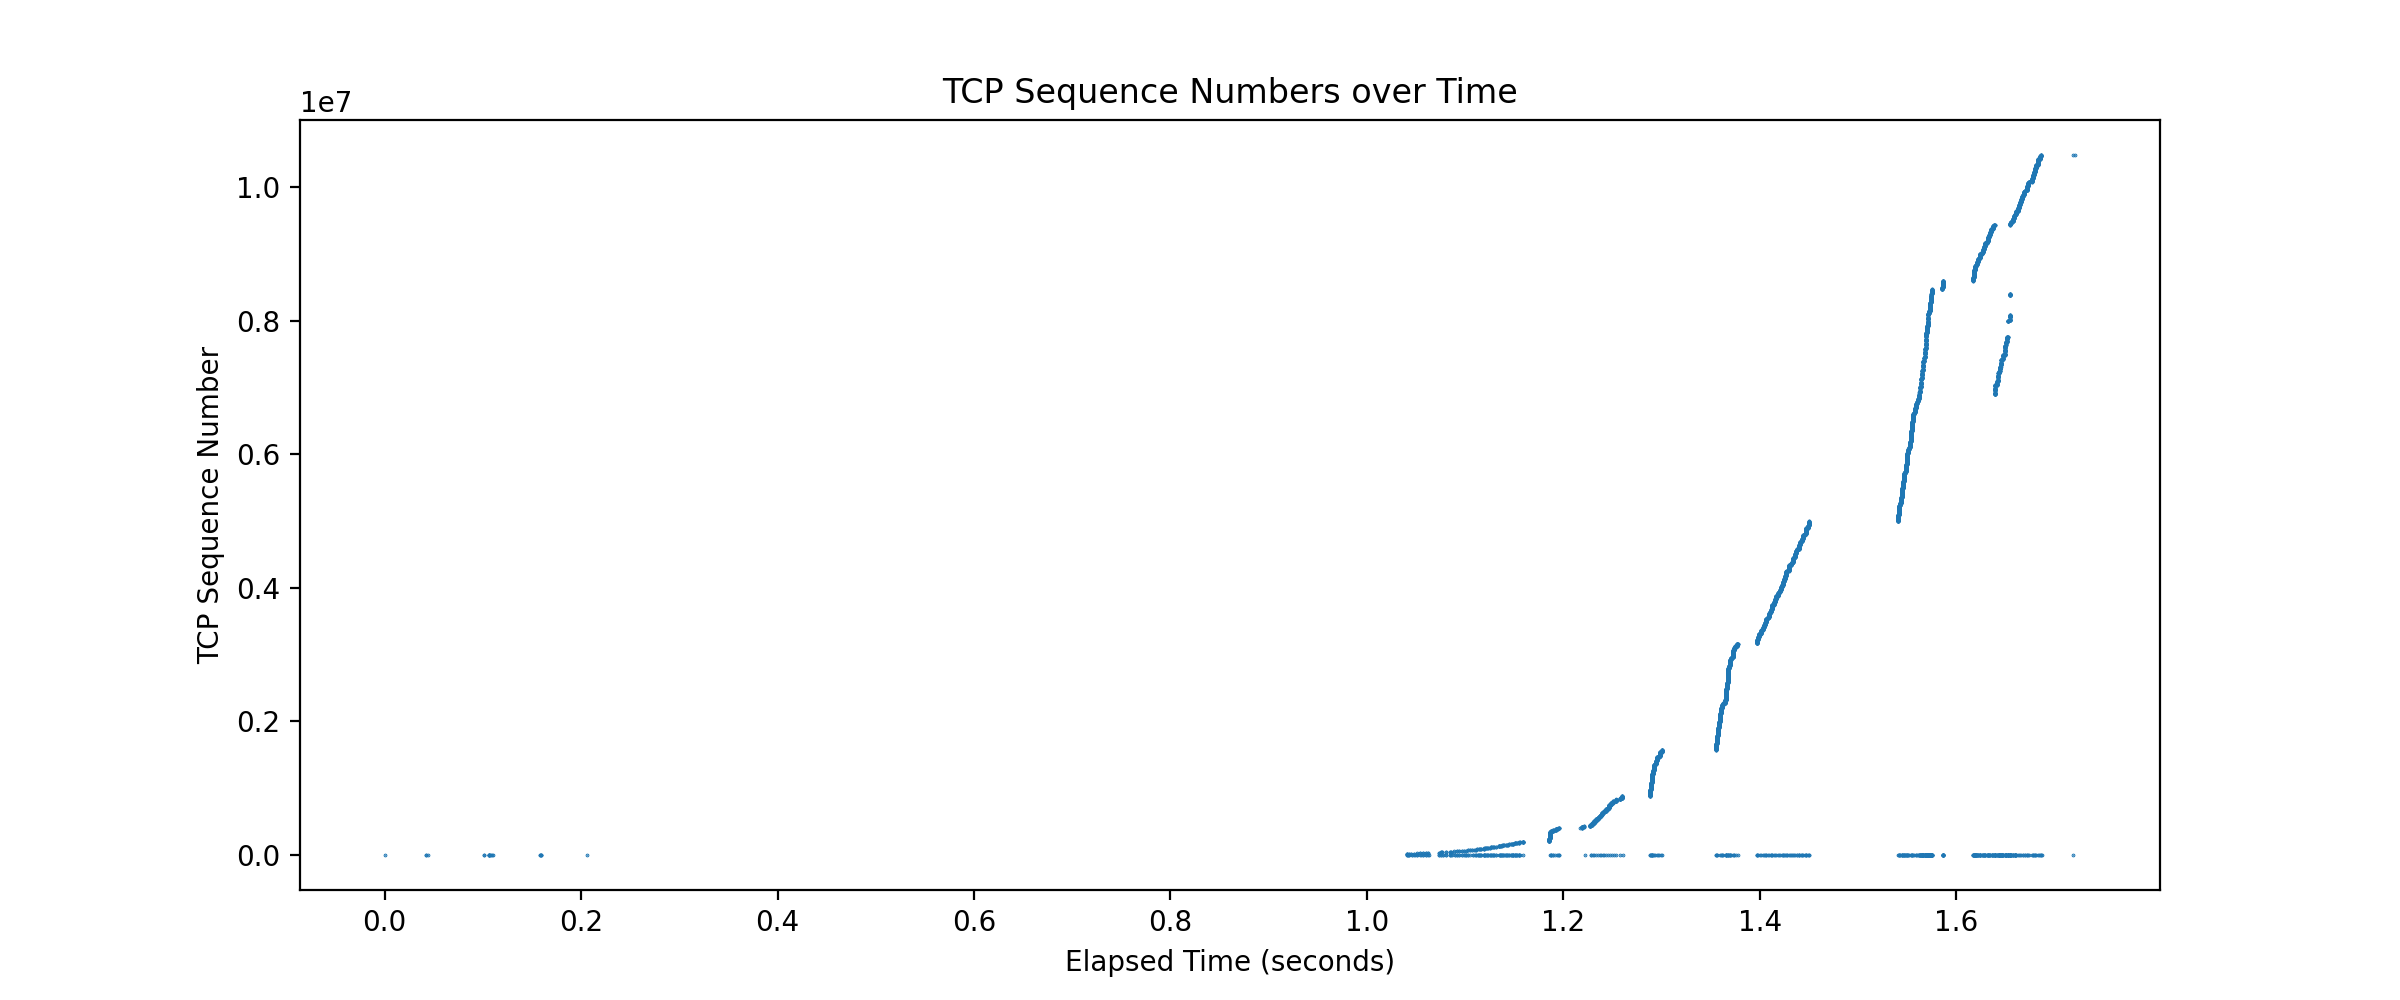 TCP Sequence Numbers over Time
1e7
1.0
0.8
0.6
0.4
0.2
0.0
TCP Sequence Number
0.0 0.2 0.4 0.6 0.8 1.0 1.2 1.4 1.6
Elapsed Time (seconds)